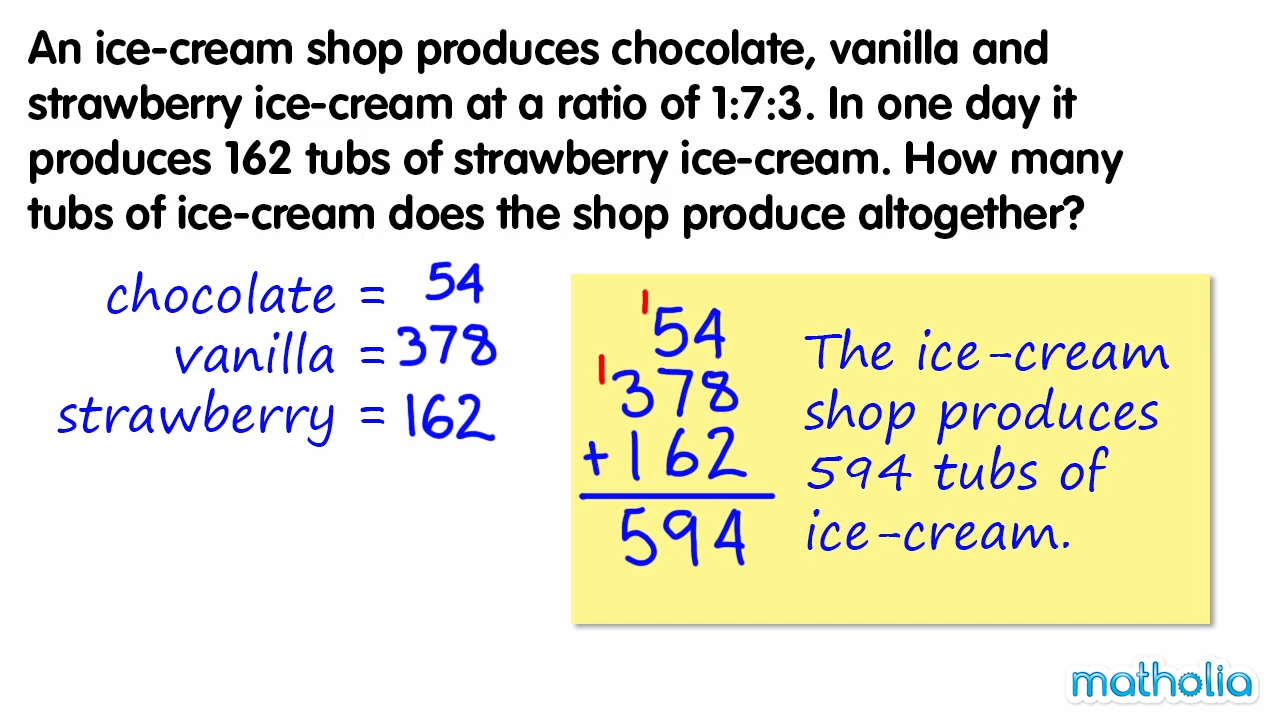 An ice-cream shop produces chocolate, vanilla and
strawberry ice-cream at a ratio of 1:7:3. In one day it
produces 162 tubs of strawberry ice-cream. How many
tubs of ice-cream does the shop produce altogether?
chocolate = 54
vanilla = 378
strawberry = 162
1
54
1
378
+ 162
594
The ice-cream
shop produces
594 tubs of
ice-cream.
matholia